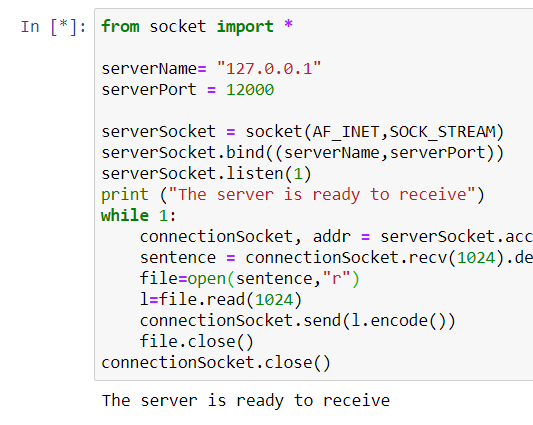 In [*]:
from socket import *
serverName= "127.0.0.1"
serverPort = 12000
serverSocket = socket(AF_INET,SOCK_STREAM)
serverSocket.bind((serverName,serverPort))
serverSocket.listen(1)
print ("The server is ready to receive")
while 1:
    connectionSocket, addr = serverSocket.acc
    sentence = connectionSocket.recv(1024).de
    file=open(sentence,"r")
    l=file.read(1024)
    connectionSocket.send(l.encode())
    file.close()
connectionSocket.close()
The server is ready to receive